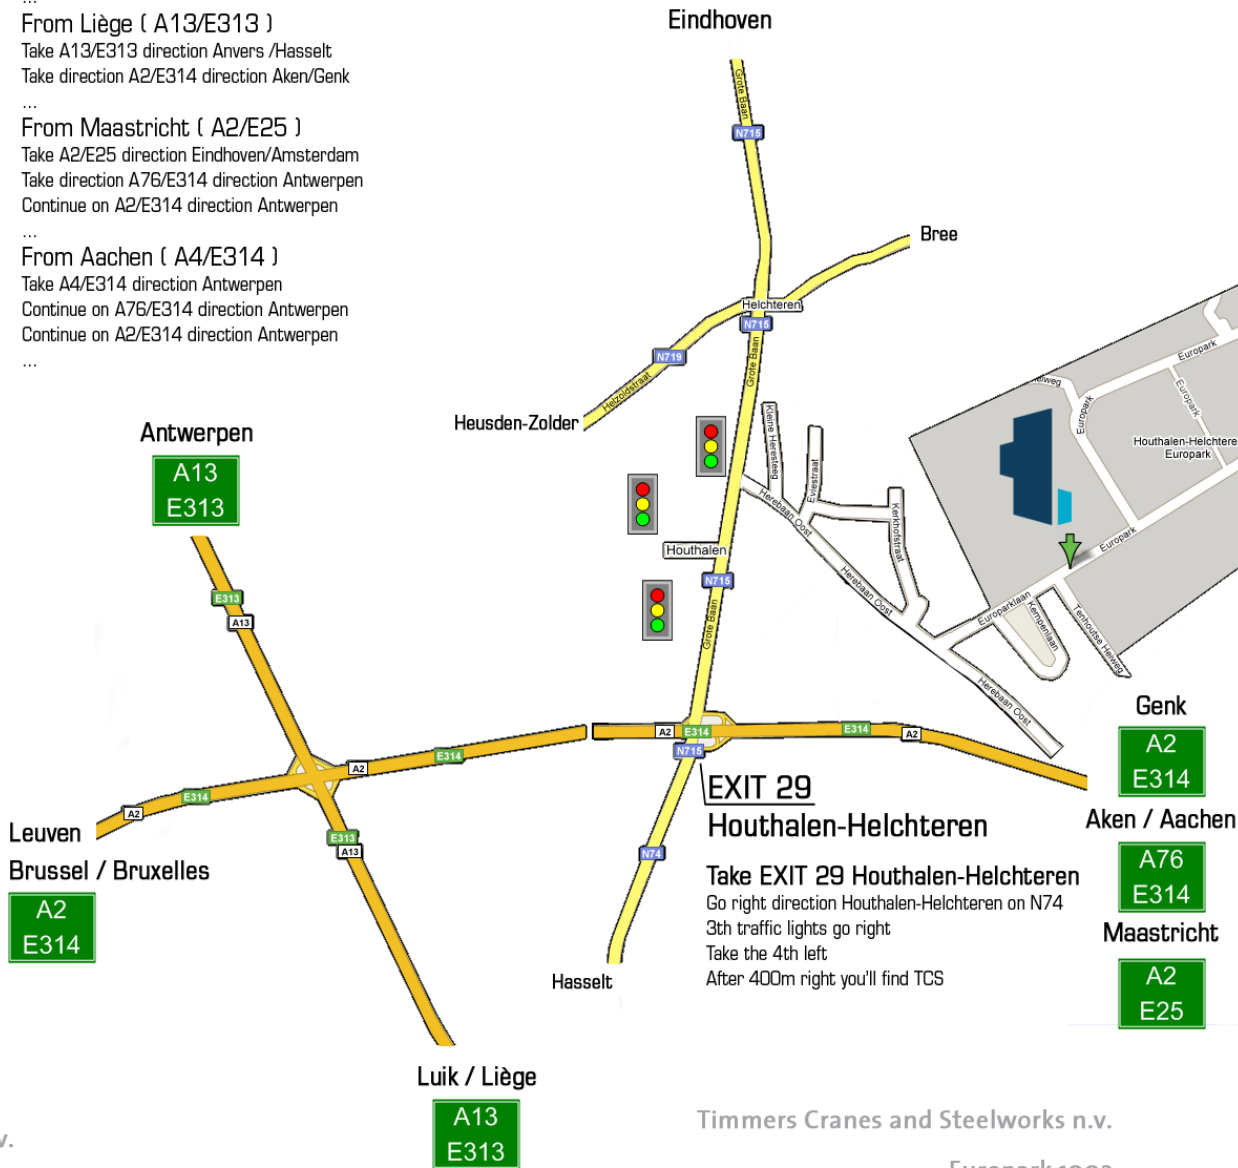 ...
From Liège ( A13/E313 )
Take A13/E313 direction Anvers /Hasselt
Take direction A2/E314 direction Aken/Genk
...
From Maastricht ( A2/E25 )
Take A2/E25 direction Eindhoven/Amsterdam
Take direction A76/E314 direction Antwerpen
Continue on A2/E314 direction Antwerpen
...
From Aachen ( A4/E314 )
Take A4/E314 direction Antwerpen
Continue on A76/E314 direction Antwerpen
Continue on A2/E314 direction Antwerpen
...
Eindhoven
Grote Baan
N715
Bree
Helchteren
N715
N719
Helzoldstraat
Grote Baan
Heusden-Zolder
Kleine Heresteeg
Eviestraat
Herebaan Oost
Kerkhofstraat
Herebaan Oost
Houthalen
N715
Grote Baan
Europark
Europark
Europark
Houthalen-Helchtere
Europark
Europark
Europarklaan
Kempenlaan
Tenhoutse Heiweg
Herebaan Oost
Antwerpen
A13
E313
E313
A13
A2
E314
E314
A2
N715
A2
E314
E314
A2
E313
A13
N74
Leuven
Brussel / Bruxelles
A2
E314
Hasselt
Luik / Liège
A13
E313
EXIT 29
Houthalen-Helchteren
Take EXIT 29 Houthalen-Helchteren
Go right direction Houthalen-Helchteren on N74
3th traffic lights go right
Take the 4th left
After 400m right you'll find TCS
Genk
A2
E314
Aken / Aachen
A76
E314
Maastricht
A2
E25
Timmers Cranes and Steelworks n.v.
v.